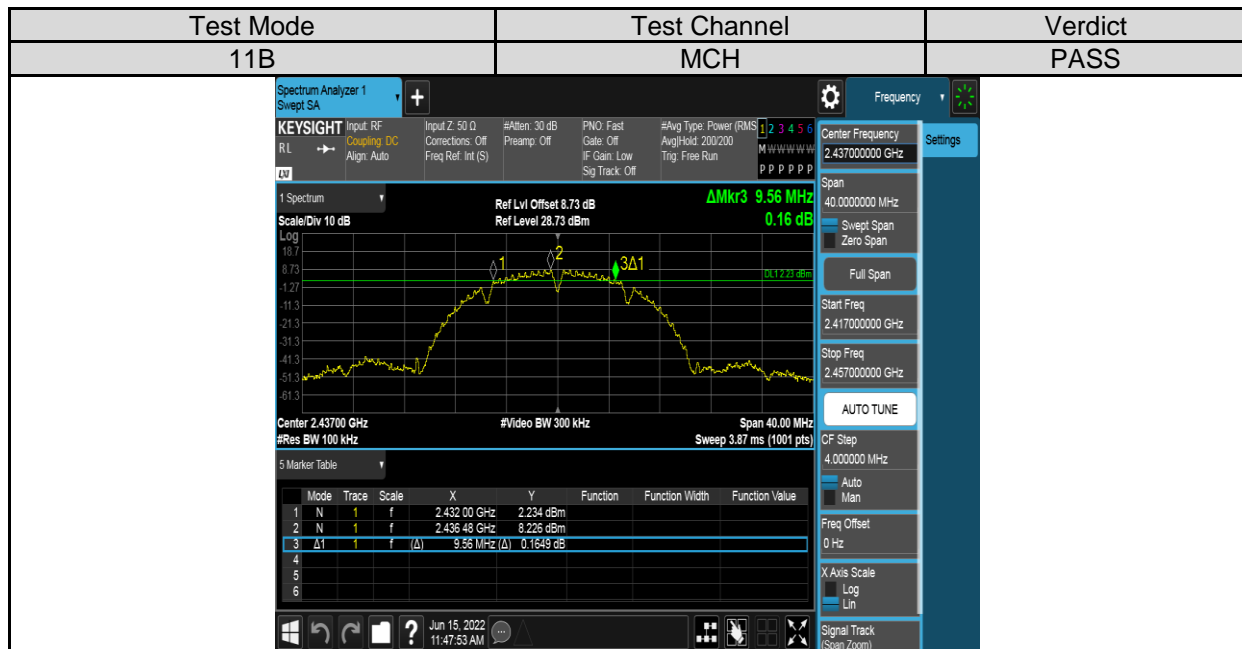 Test Mode Test Channel Verdict
11B MCH PASS
Spectrum Analyzer 1
Swept SA
+
Frequency
KEYSIGHT
RL
LXI
Input: RF
Coupling: DC
Align: Auto
Input Z: 50 Ω
Corrections: Off
Freq Ref: Int (S)
#Atten: 30 dB
Preamp: Off
PNO: Fast
Gate: Off
IF Gain: Low
Sig Track: Off
#Avg Type: Power (RMS
Avg|Hold: 200/200
Trig: Free Run
1 2 3 4 5 6
M W W W W W
P P P P P P
1 Spectrum
Scale/Div 10 dB
Ref Lvl Offset 8.73 dB
Ref Level 28.73 dBm
ΔMkr3 9.56 MHz
0.16 dB
Log
18.7
8.73
-1.27
-11.3
-21.3
-31.3
-41.3
-51.3
-61.3
1
2
3Δ1
DL1 2.23 dBm
Center 2.43700 GHz
#Res BW 100 kHz
#Video BW 300 kHz
Span 40.00 MHz
Sweep 3.87 ms (1001 pts)
5 Marker Table
Mode Trace Scale X Y Function Function Width Function Value
1 N 1 f 2.432 00 GHz 2.234 dBm
2 N 1 f 2.436 48 GHz 8.226 dBm
3 Δ1 1 f (Δ) 9.56 MHz (Δ) 0.1649 dB
4
5
6
?
Jun 15, 2022
11:47:53 AM
Center Frequency
2.437000000 GHz
Settings
Span
40.0000000 MHz
Swept Span
Zero Span
Full Span
Start Freq
2.417000000 GHz
Stop Freq
2.457000000 GHz
AUTO TUNE
CF Step
4.000000 MHz
Auto
Man
Freq Offset
0 Hz
X Axis Scale
Log
Lin
Signal Track
(Span Zoom)